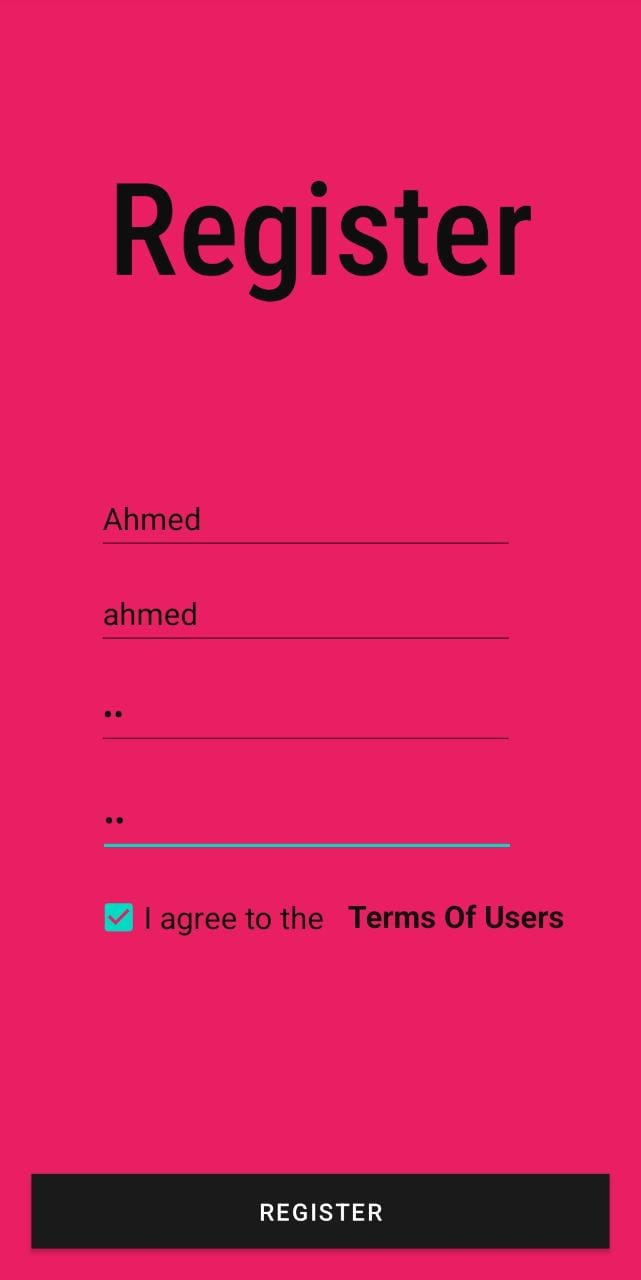 Register
Ahmed
ahmed
••
••
I agree to the Terms Of Users
REGISTER